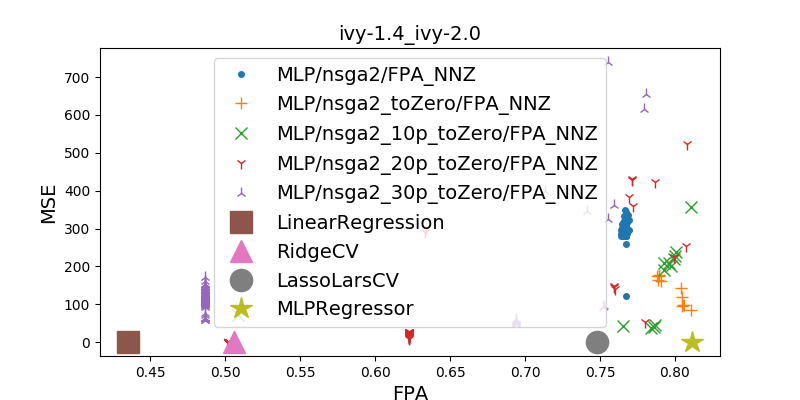 ivy-1.4_ivy-2.0
MSE
700
600
500
400
300
200
100
0
MLP/nsga2/FPA_NNZ
MLP/nsga2_toZero/FPA_NNZ
MLP/nsga2_10p_toZero/FPA_NNZ
MLP/nsga2_20p_toZero/FPA_NNZ
MLP/nsga2_30p_toZero/FPA_NNZ
LinearRegression
RidgeCV
LassoLarsCV
MLPRegressor
0.45 0.50 0.55 0.60 0.65 0.70 0.75 0.80
FPA